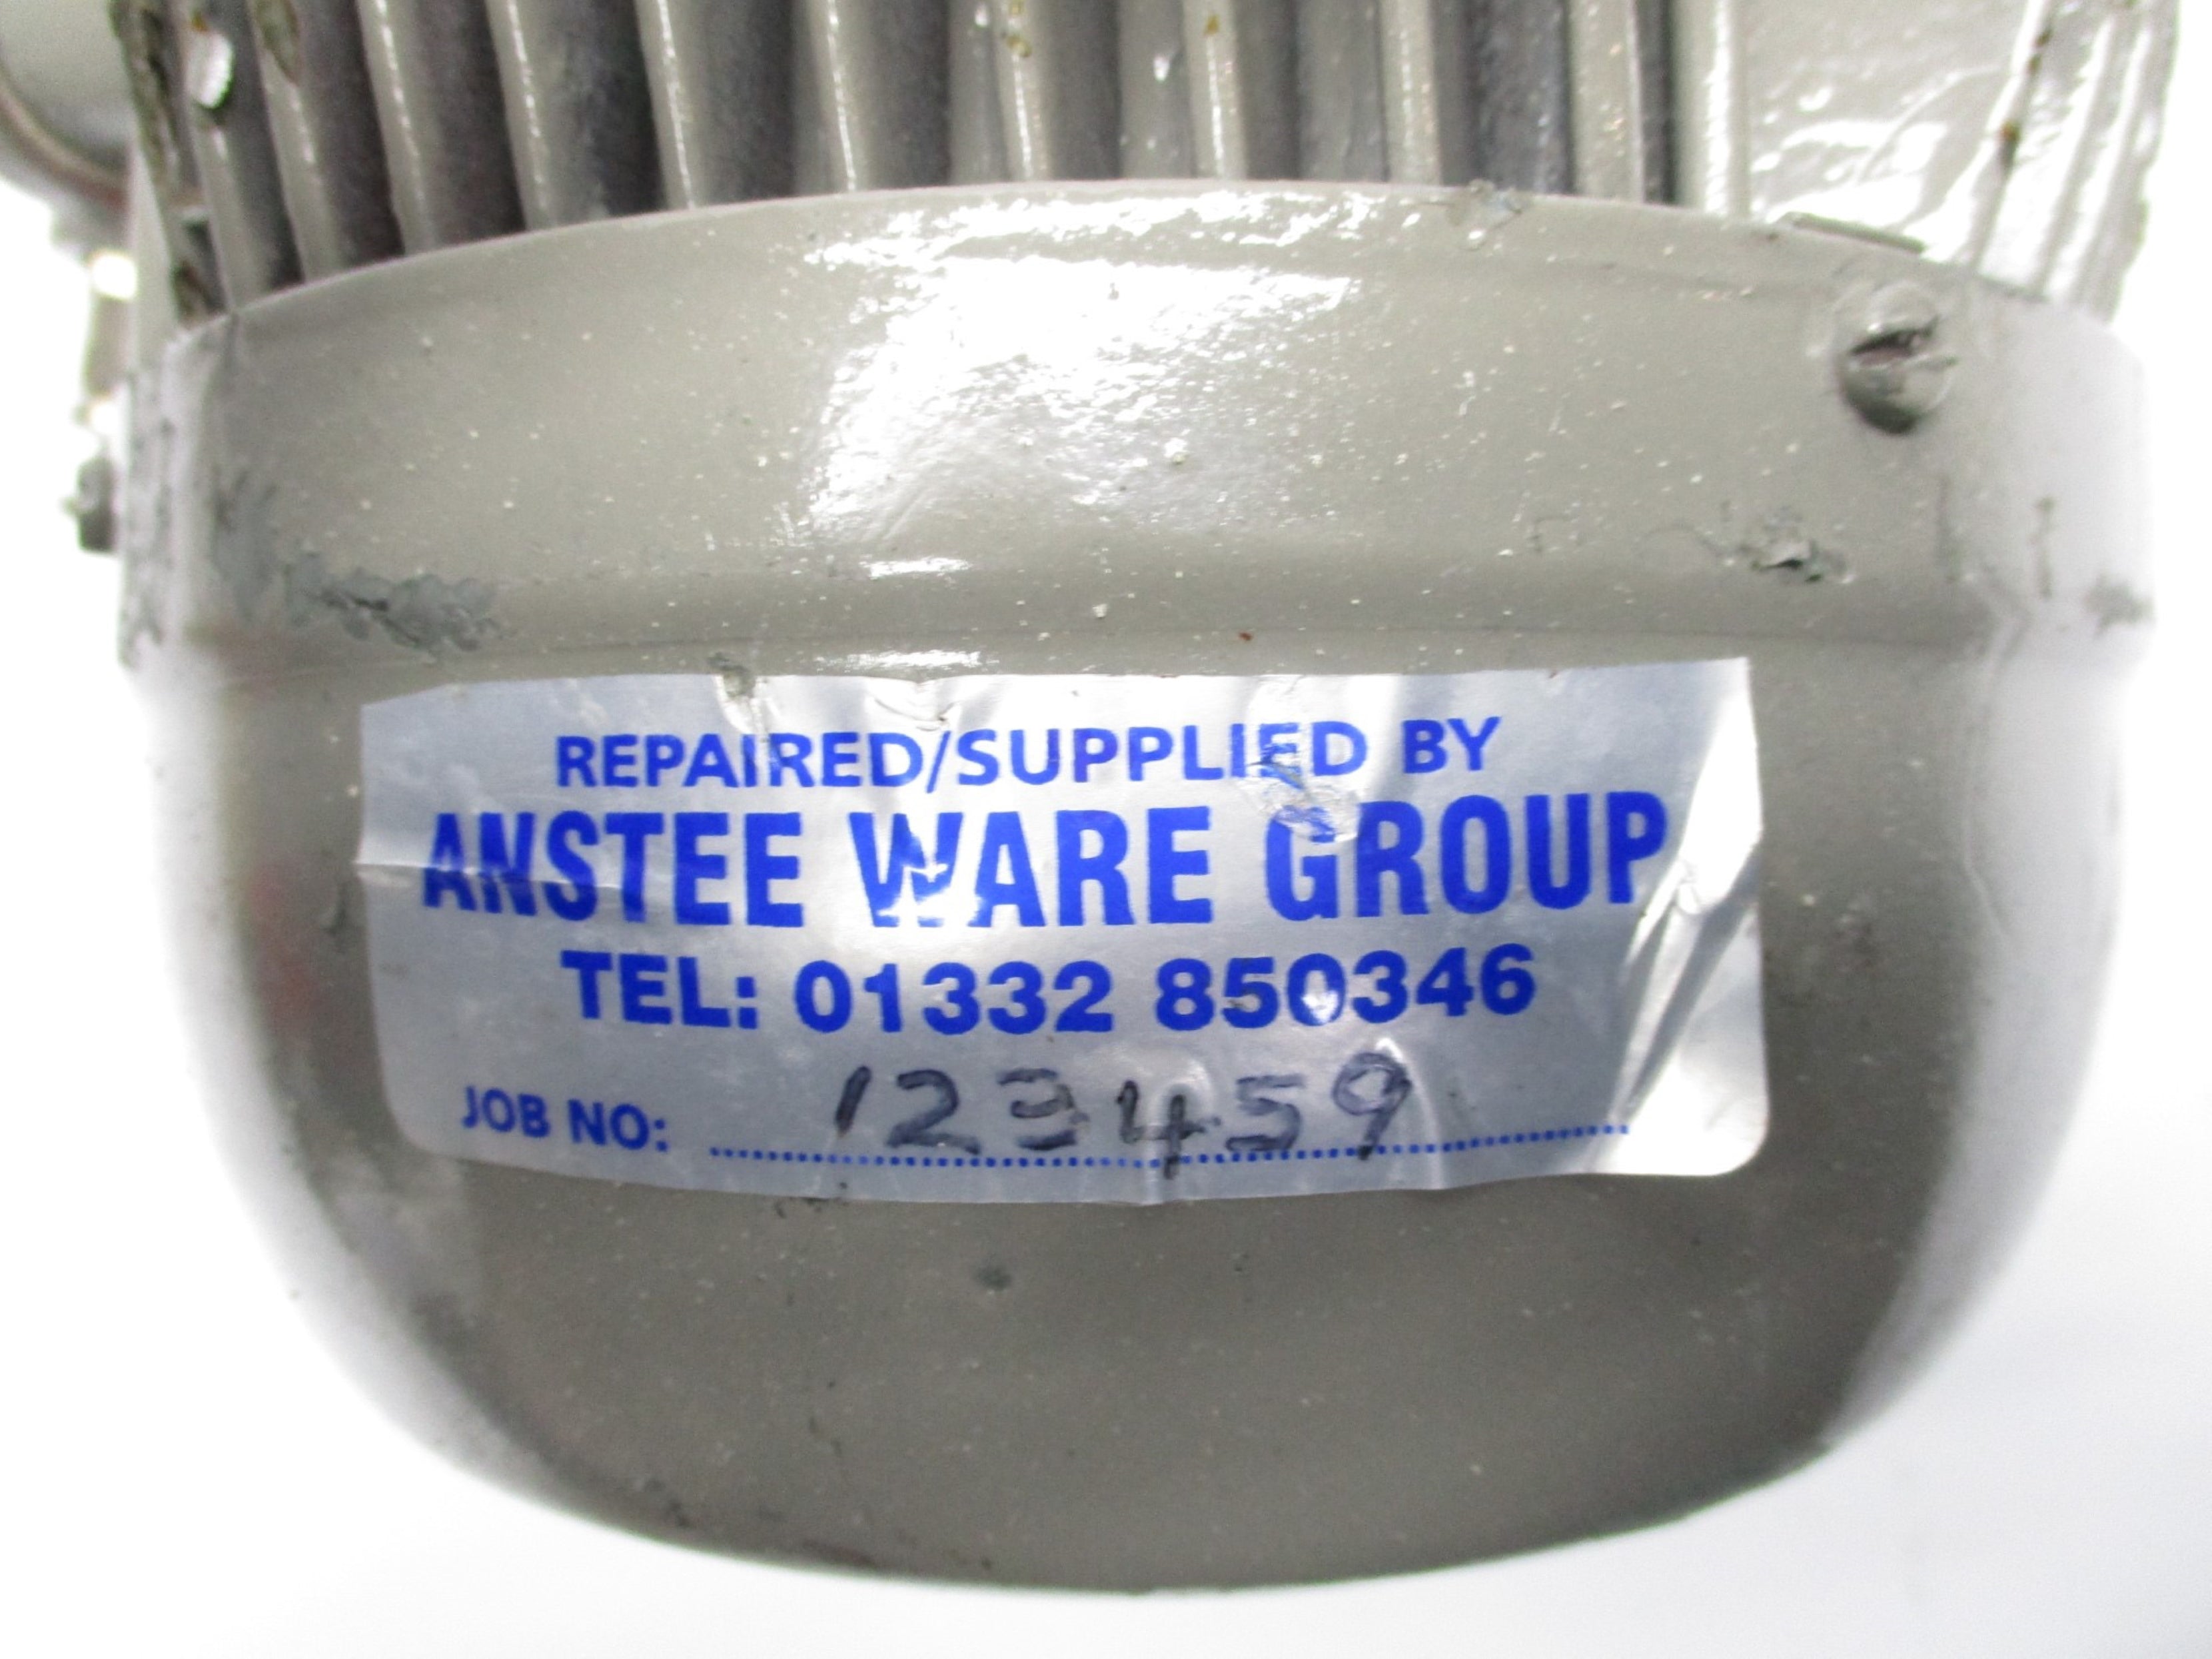 REPAIRED/SUPPLIED BY
ANSTEE WARE GROUP
TEL: 01332 850346
JOB NO: 123459